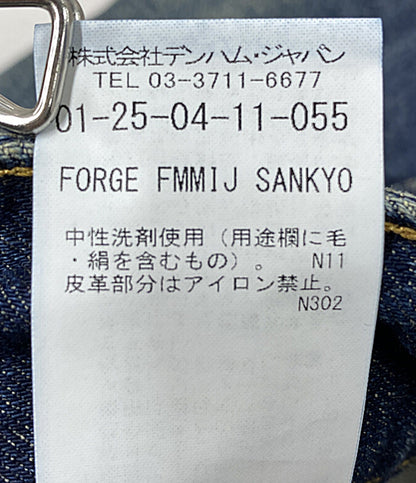 株式会社デンハム・ジャパン
TEL 03-3711-6677
01-25-04-11-055
FORGE FMMIJ SANKYO
中性洗剤使用（用途欄に毛
・絹を含むもの）。 N11
皮革部分はアイロン禁止。
N302